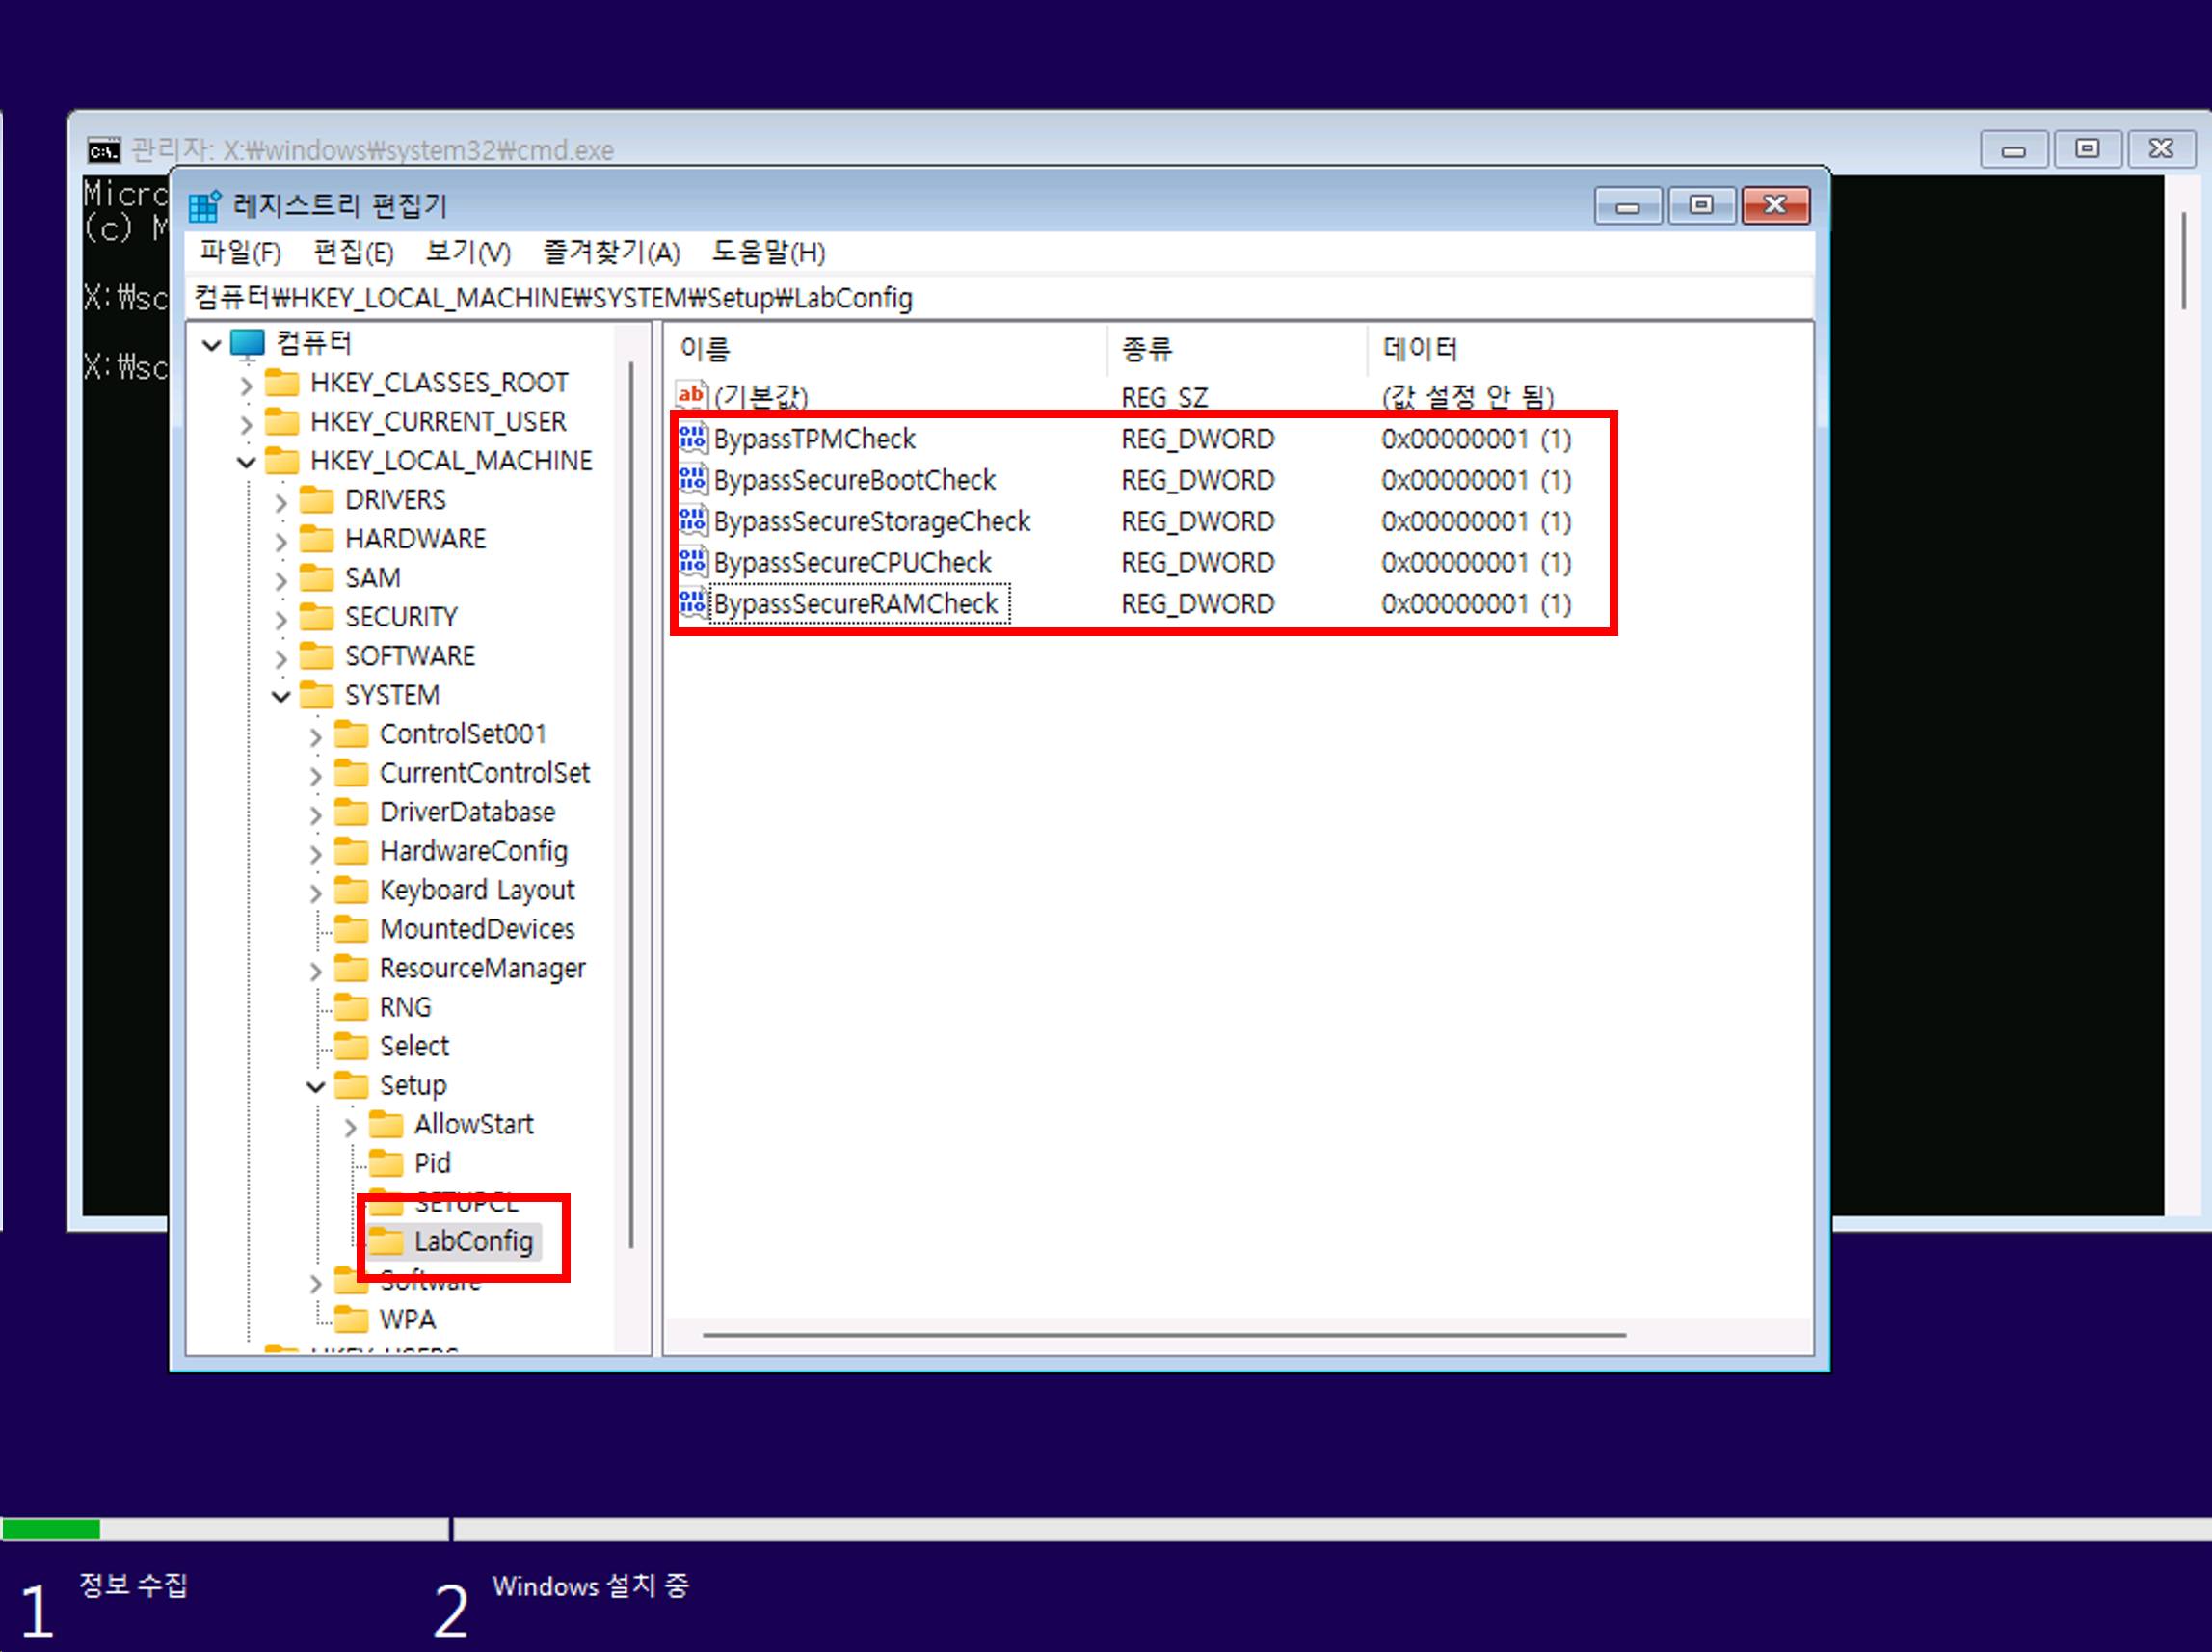 관리자: X:₩windows₩system32₩cmd.exe
Micro
(c) M
X:₩sc
X:₩sc
레지스트리 편집기
파일(F) 편집(E) 보기(V) 즐겨찾기(A) 도움말(H)
컴퓨터₩HKEY_LOCAL_MACHINE₩SYSTEM₩Setup₩LabConfig
컴퓨터
HKEY_CLASSES_ROOT
HKEY_CURRENT_USER
HKEY_LOCAL_MACHINE
DRIVERS
HARDWARE
SAM
SECURITY
SOFTWARE
SYSTEM
ControlSet001
CurrentControlSet
DriverDatabase
HardwareConfig
Keyboard Layout
MountedDevices
ResourceManager
RNG
Select
Setup
AllowStart
Pid
SETUPCL
LabConfig
Software
WPA
HKEY_USERS
이름 종류 데이터
(기본값) REG_SZ (값 설정 안 됨)
BypassTPMCheck REG_DWORD 0x00000001 (1)
BypassSecureBootCheck REG_DWORD 0x00000001 (1)
BypassSecureStorageCheck REG_DWORD 0x00000001 (1)
BypassSecureCPUCheck REG_DWORD 0x00000001 (1)
BypassSecureRAMCheck REG_DWORD 0x00000001 (1)
1 정보 수집
2 Windows 설치 중